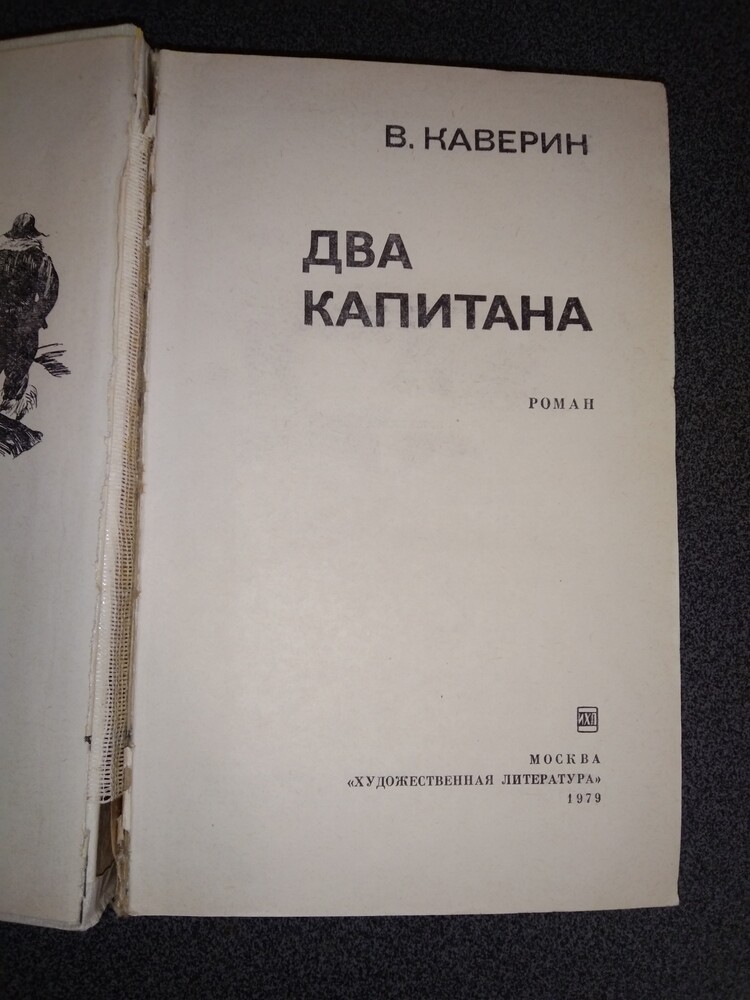 В. КАВЕРИН
ДВА
КАПИТАНА
РОМАН
ИХЛ
МОСКВА
«ХУДОЖЕСТВЕННАЯ ЛИТЕРАТУРА»
1979